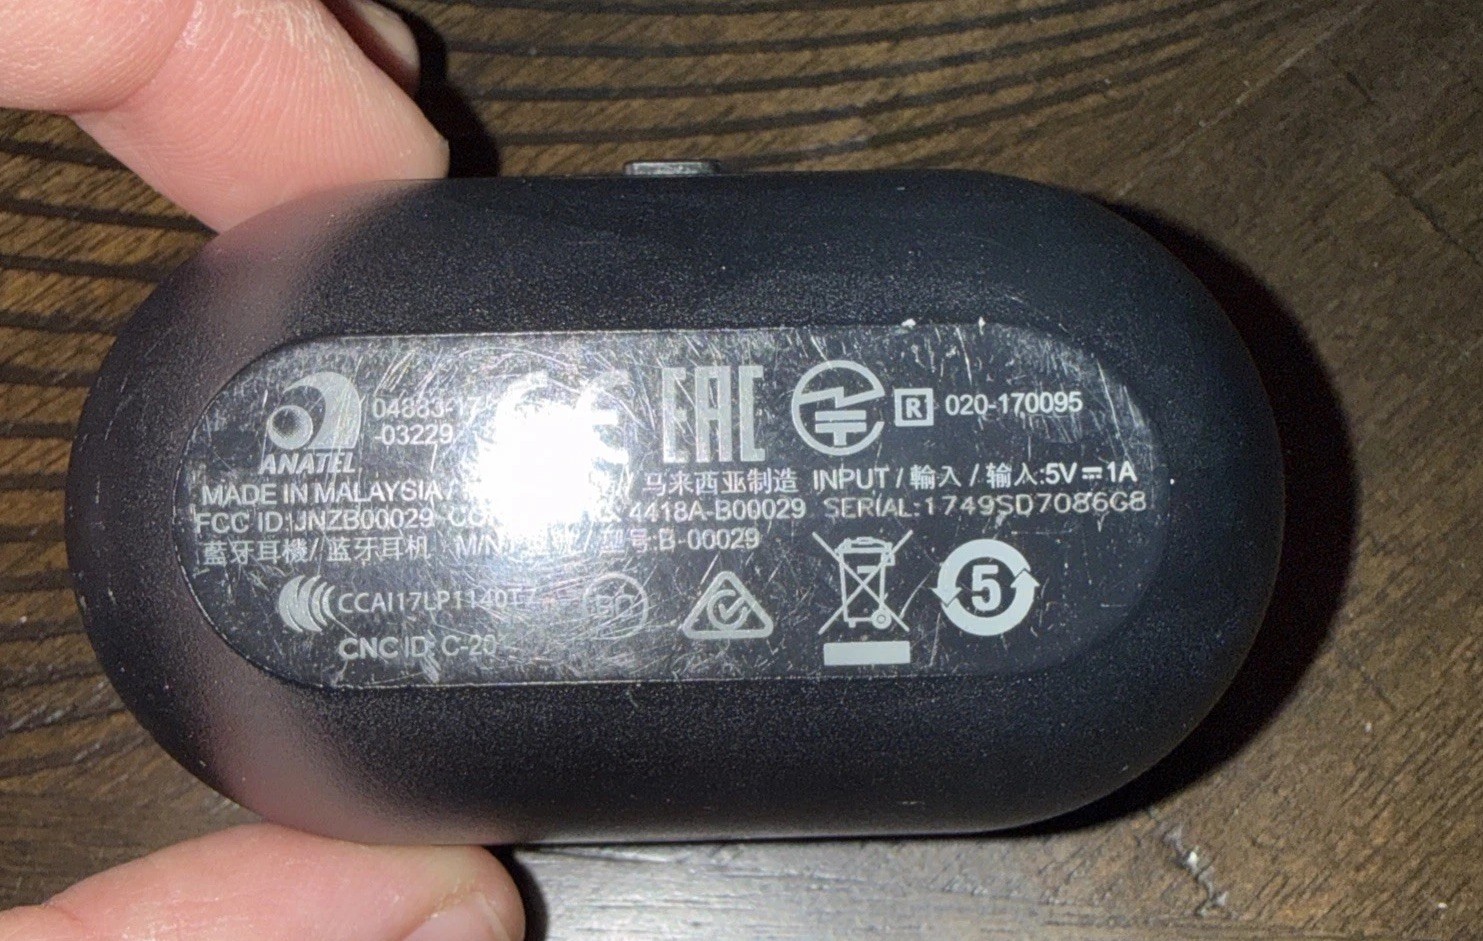 ANATEL
04883-17
-03229
CE EAC R 020-170095
MADE IN MALAYSIA / 马来西亚制造 INPUT / 輸入 / 输入:5V⎓1A
FCC ID:JNZB00029 4418A-B00029 SERIAL:1749SD7086G8
藍牙耳機/ 蓝牙耳机 M/N 型号:B-00029
CCAI17LP1140T7
CNC ID: C-20
5